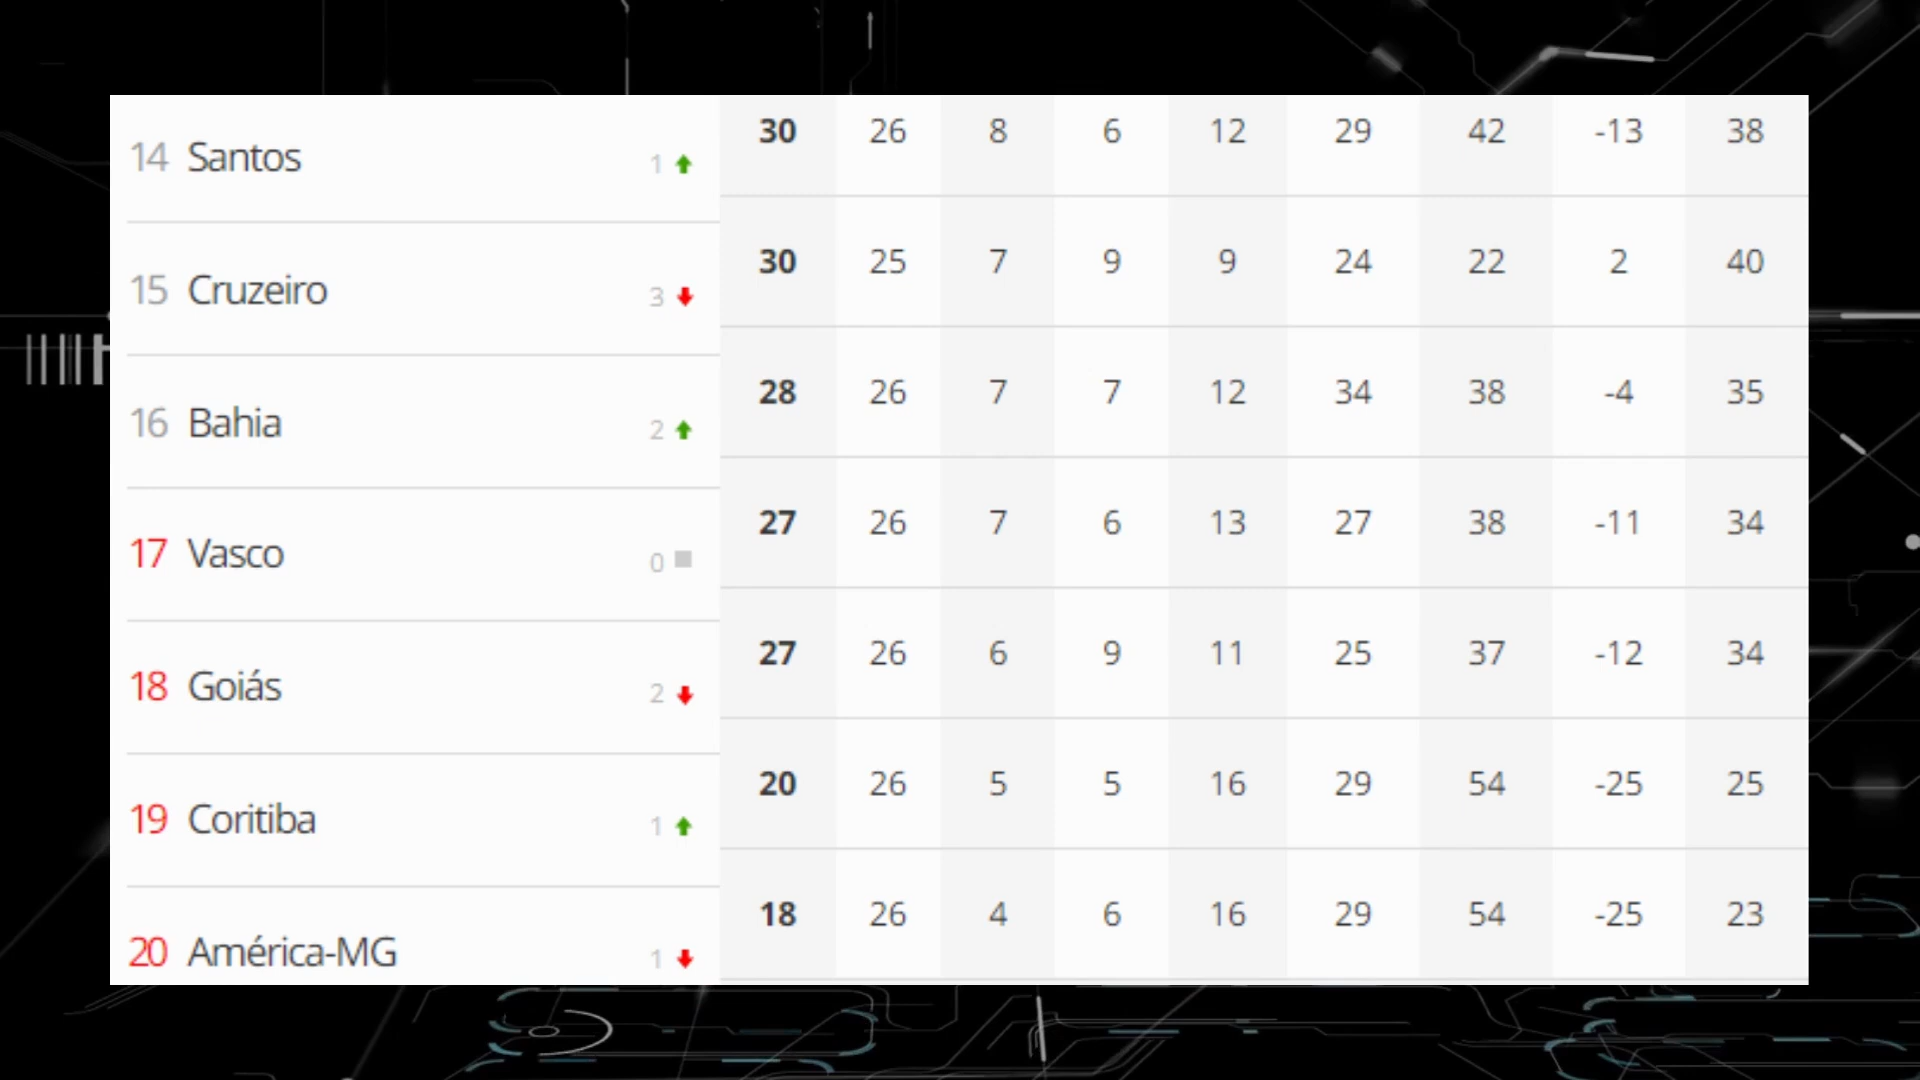 14 Santos 1 30 26 8 6 12 29 42 -13 38
15 Cruzeiro 3 30 25 7 9 9 24 22 2 40
16 Bahia 2 28 26 7 7 12 34 38 -4 35
17 Vasco 0 27 26 7 6 13 27 38 -11 34
18 Goiás 2 27 26 6 9 11 25 37 -12 34
19 Coritiba 1 20 26 5 5 16 29 54 -25 25
20 América-MG 1 18 26 4 6 16 29 54 -25 23